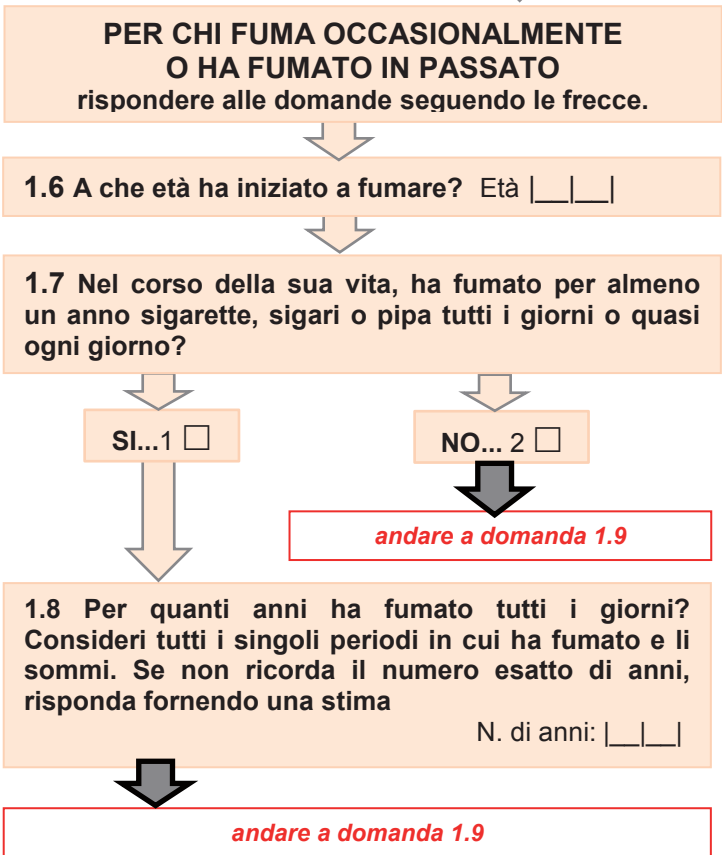 PER CHI FUMA OCCASIONALMENTE
O HA FUMATO IN PASSATO
rispondere alle domande seguendo le frecce.
1.6 A che età ha iniziato a fumare? Età |__|__|
1.7 Nel corso della sua vita, ha fumato per almeno
un anno sigarette, sigari o pipa tutti i giorni o quasi
ogni giorno?
SI...1 □
NO... 2 □
andare a domanda 1.9
1.8 Per quanti anni ha fumato tutti i giorni?
Consideri tutti i singoli periodi in cui ha fumato e li
sommi. Se non ricorda il numero esatto di anni,
risponda fornendo una stima
N. di anni: |__|__|
andare a domanda 1.9